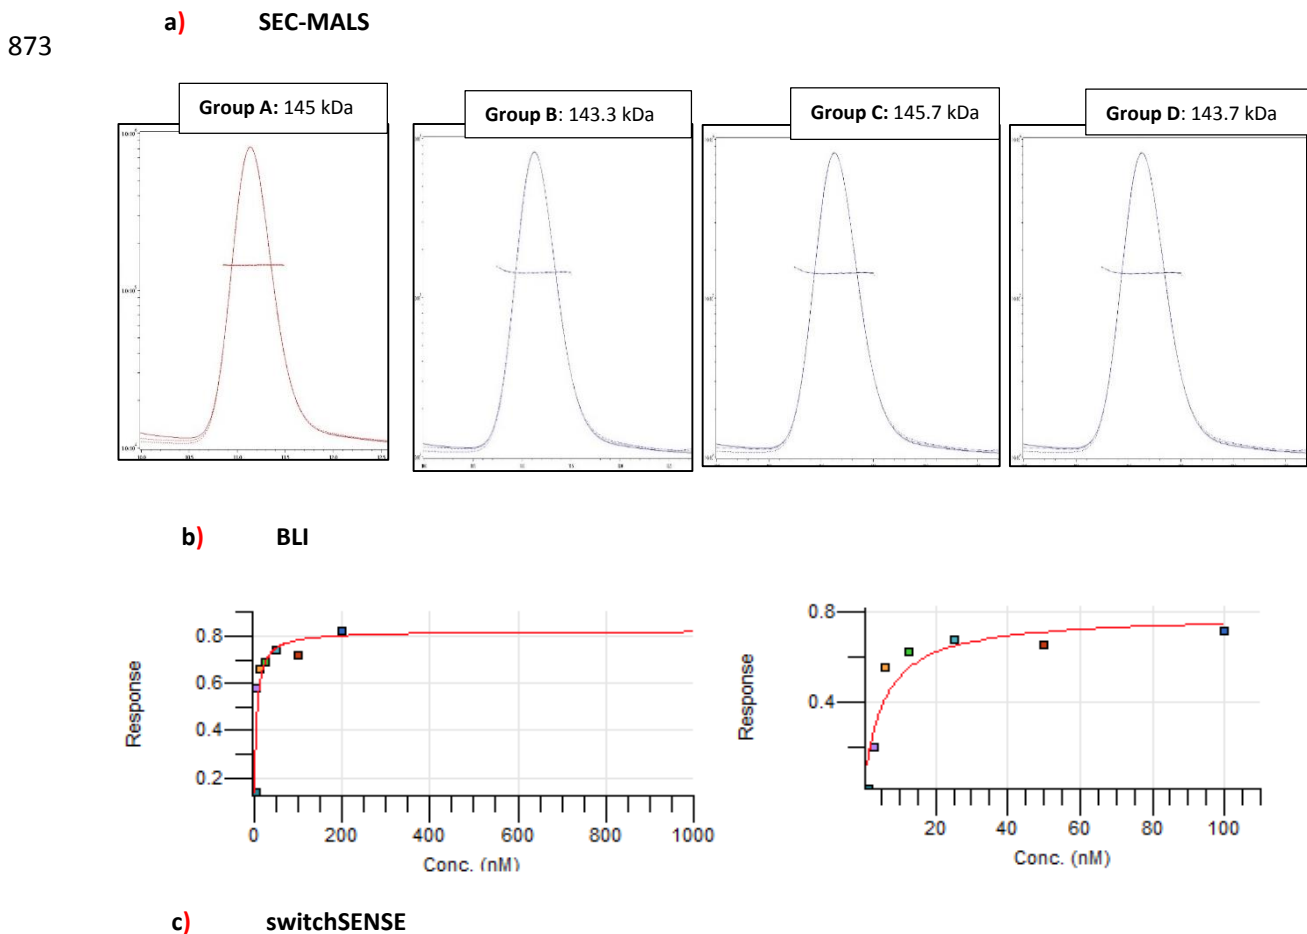 a) SEC-MALS
873
Group A: 145 kDa
Group B: 143.3 kDa
Group C: 145.7 kDa
Group D: 143.7 kDa
b) BLI
0.8
0.6
0.4
0.2
Response
0 200 400 600 800 1000
Conc. (nM)
0.8
0.4
Response
20 40 60 80 100
Conc. (nM)
c) switchSENSE